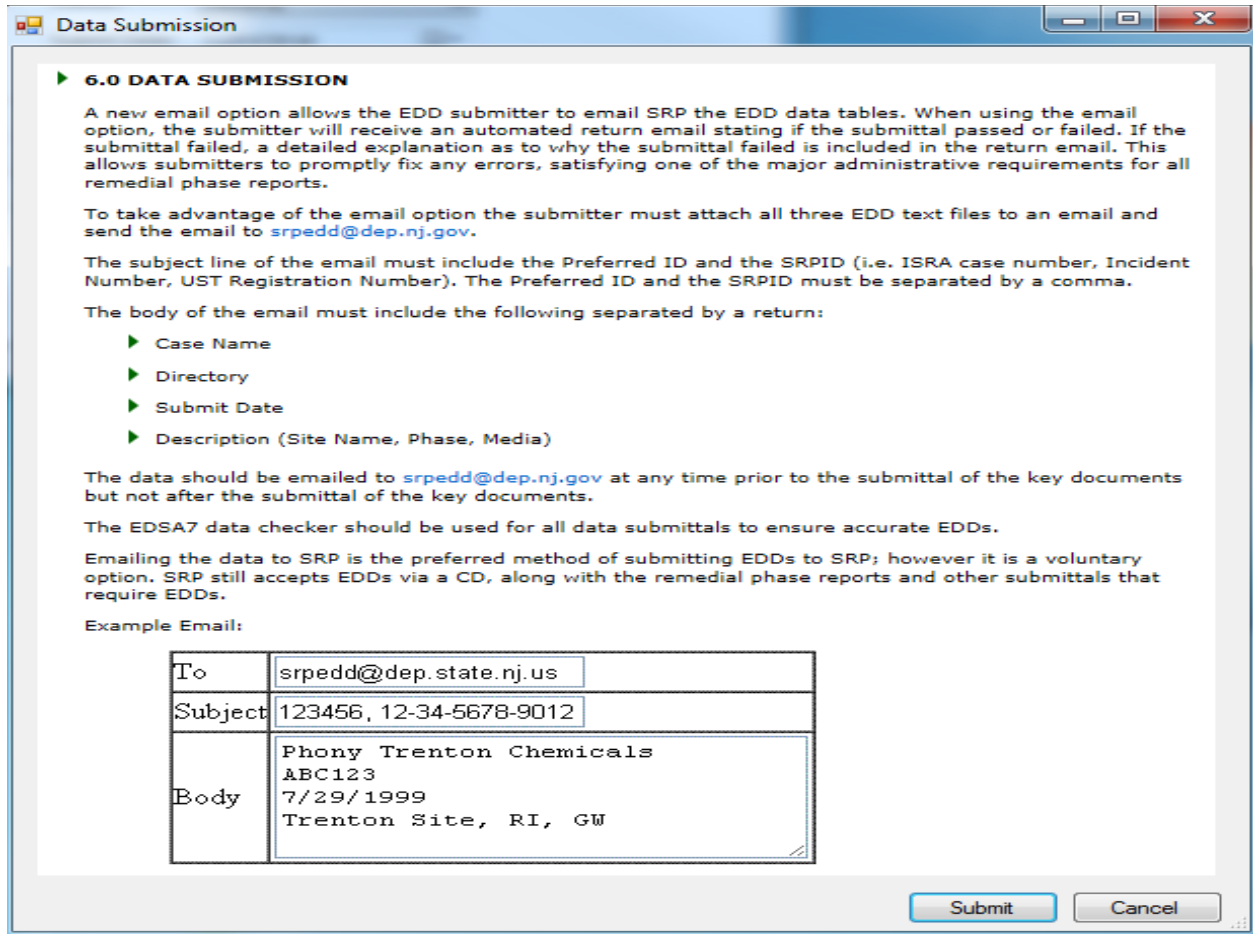 Data Submission
6.0 DATA SUBMISSION
A new email option allows the EDD submitter to email SRP the EDD data tables. When using the email
option, the submitter will receive an automated return email stating if the submittal passed or failed. If the
submittal failed, a detailed explanation as to why the submittal failed is included in the return email. This
allows submitters to promptly fix any errors, satisfying one of the major administrative requirements for all
remedial phase reports.
To take advantage of the email option the submitter must attach all three EDD text files to an email and
send the email to srpedd@dep.nj.gov.
The subject line of the email must include the Preferred ID and the SRPID (i.e. ISRA case number, Incident
Number, UST Registration Number). The Preferred ID and the SRPID must be separated by a comma.
The body of the email must include the following separated by a return:
Case Name
Directory
Submit Date
Description (Site Name, Phase, Media)
The data should be emailed to srpedd@dep.nj.gov at any time prior to the submittal of the key documents
but not after the submittal of the key documents.
The EDSA7 data checker should be used for all data submittals to ensure accurate EDDs.
Emailing the data to SRP is the preferred method of submitting EDDs to SRP; however it is a voluntary
option. SRP still accepts EDDs via a CD, along with the remedial phase reports and other submittals that
require EDDs.
Example Email:
To srpedd@dep.state.nj.us
Subject 123456, 12-34-5678-9012
Body
Phony Trenton Chemicals
ABC123
7/29/1999
Trenton Site, RI, GW
Submit Cancel